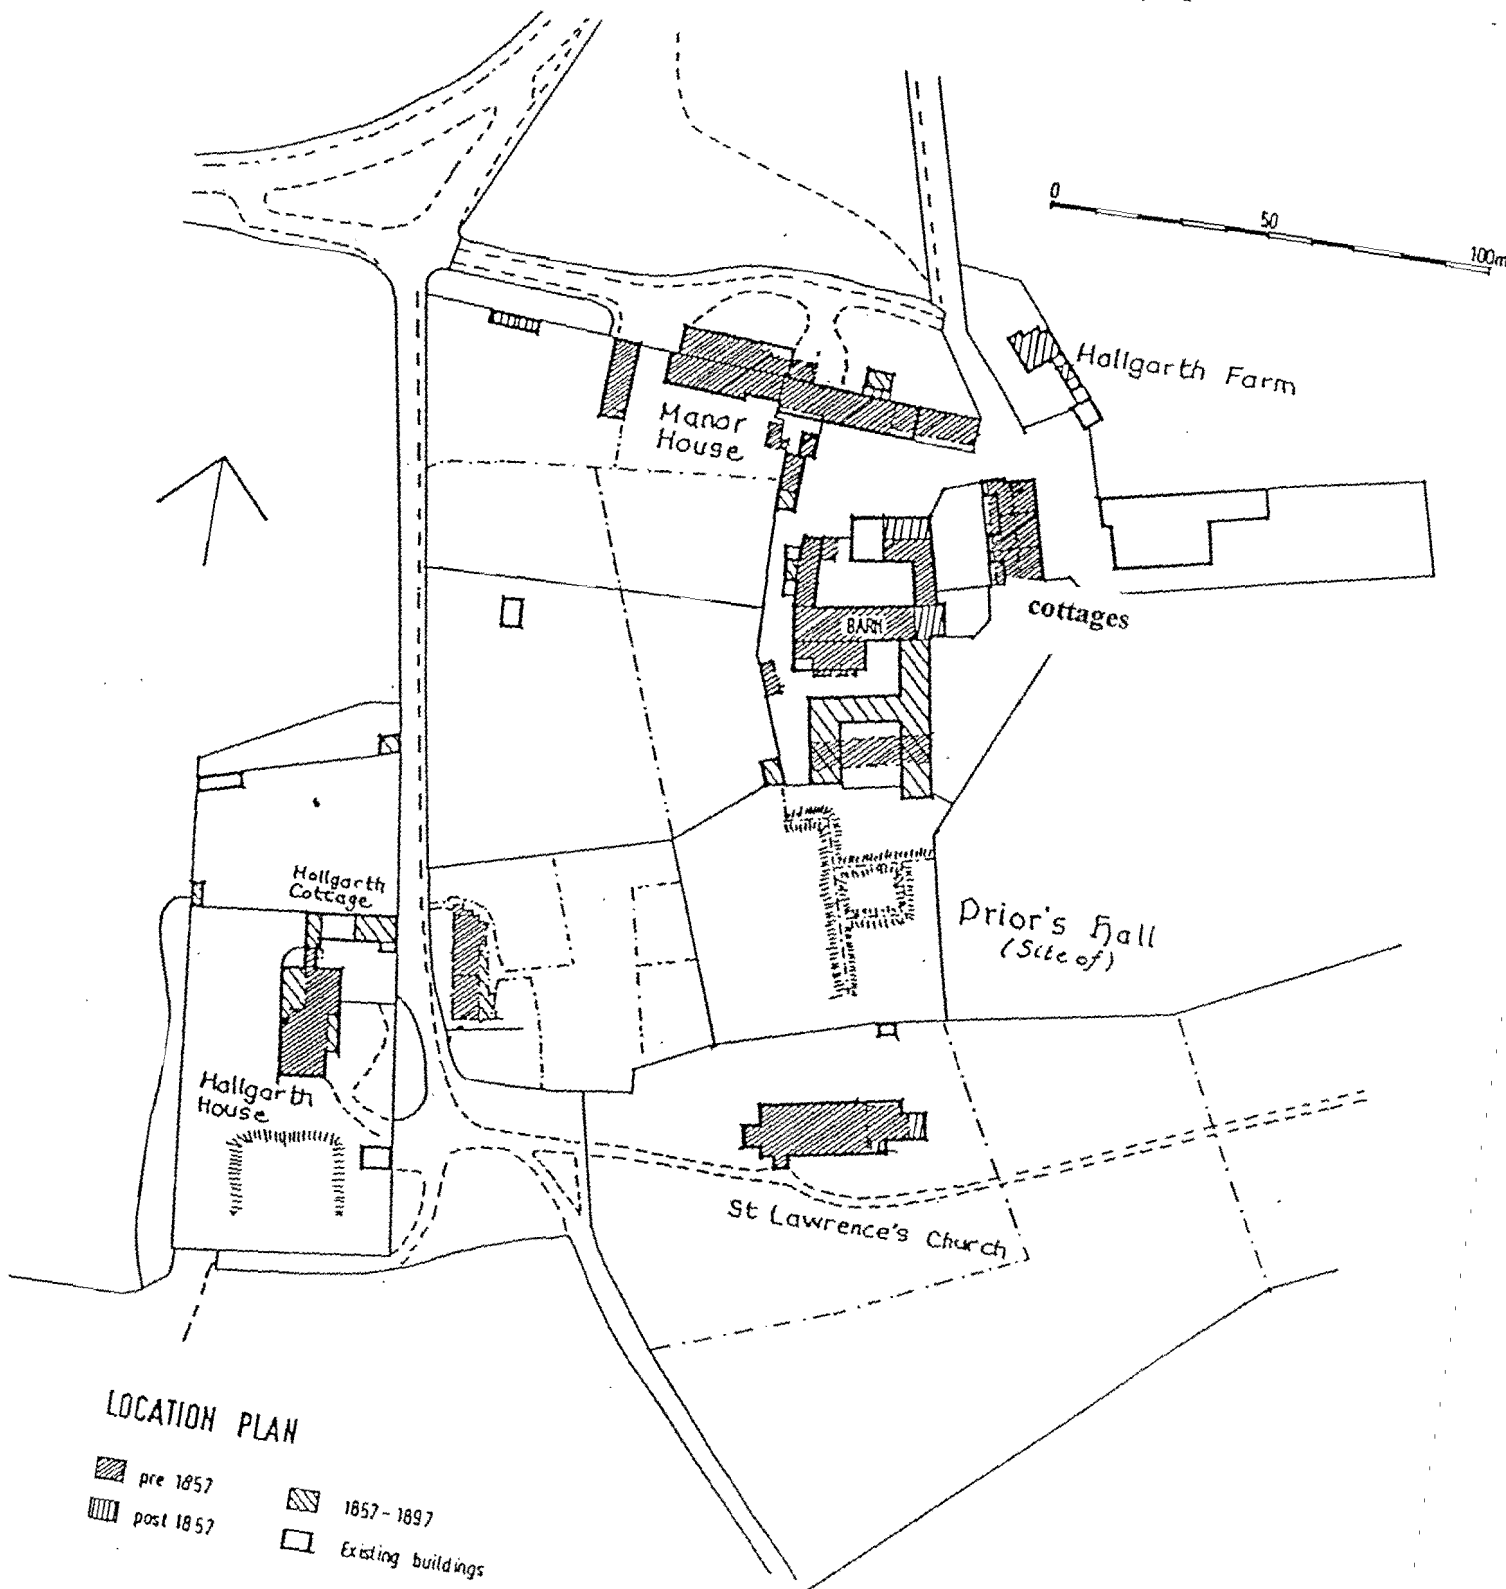 0
50
100m
Hallgarth Farm
Manor
House
cottages
BARN
Hallgarth
Cottage
Prior's Hall
(Site of)
Hallgarth
House
St Lawrence's Church
LOCATION PLAN
pre 1857
1857-1897
post 1857
Existing buildings